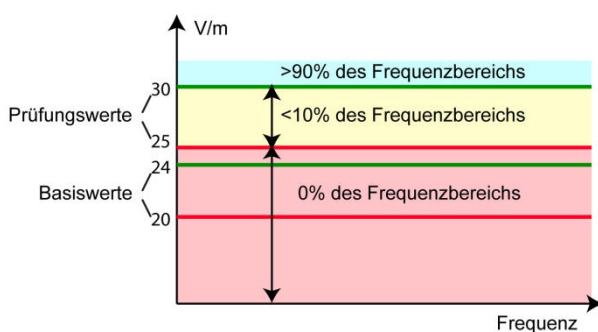 V/m
>90% des Frequenzbereichs
30
Prüfungswerte
<10% des Frequenzbereichs
25
24
Basiswerte
0% des Frequenzbereichs
20
Frequenz